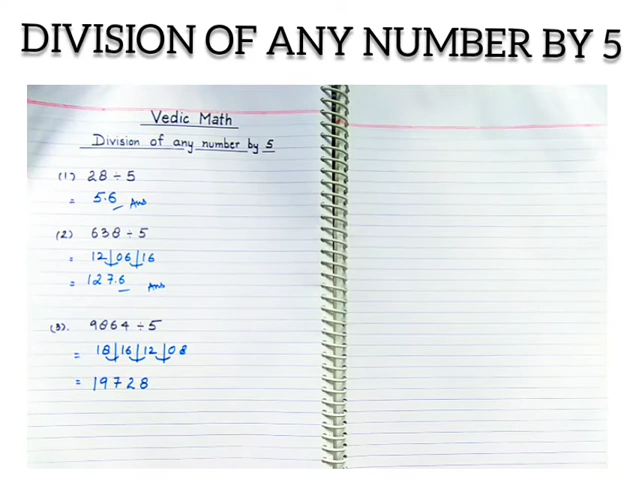 DIVISION OF ANY NUMBER BY 5
Vedic Math
Division of any number by 5
(1) 28 ÷ 5
= 5.6 Ans
(2) 638 ÷ 5
= 12|06|16
= 127.6 Ans
(3). 9864 ÷ 5
= 18|16|12|08
= 19728